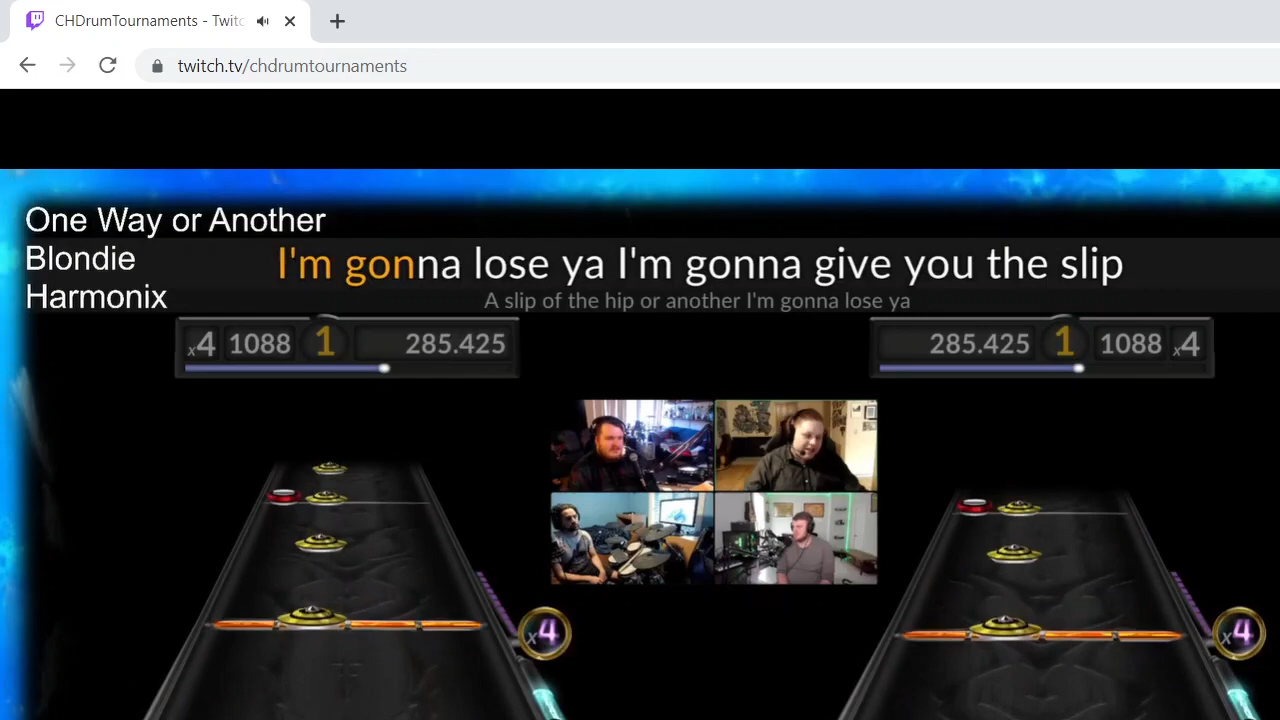 CHDrumTournaments - Twitc
twitch.tv/chdrumtournaments
One Way or Another
Blondie
Harmonix
I'm gonna lose ya I'm gonna give you the slip
A slip of the hip or another I'm gonna lose ya
x4 1088 1 285.425
285.425 1 1088 x4
x4
x4